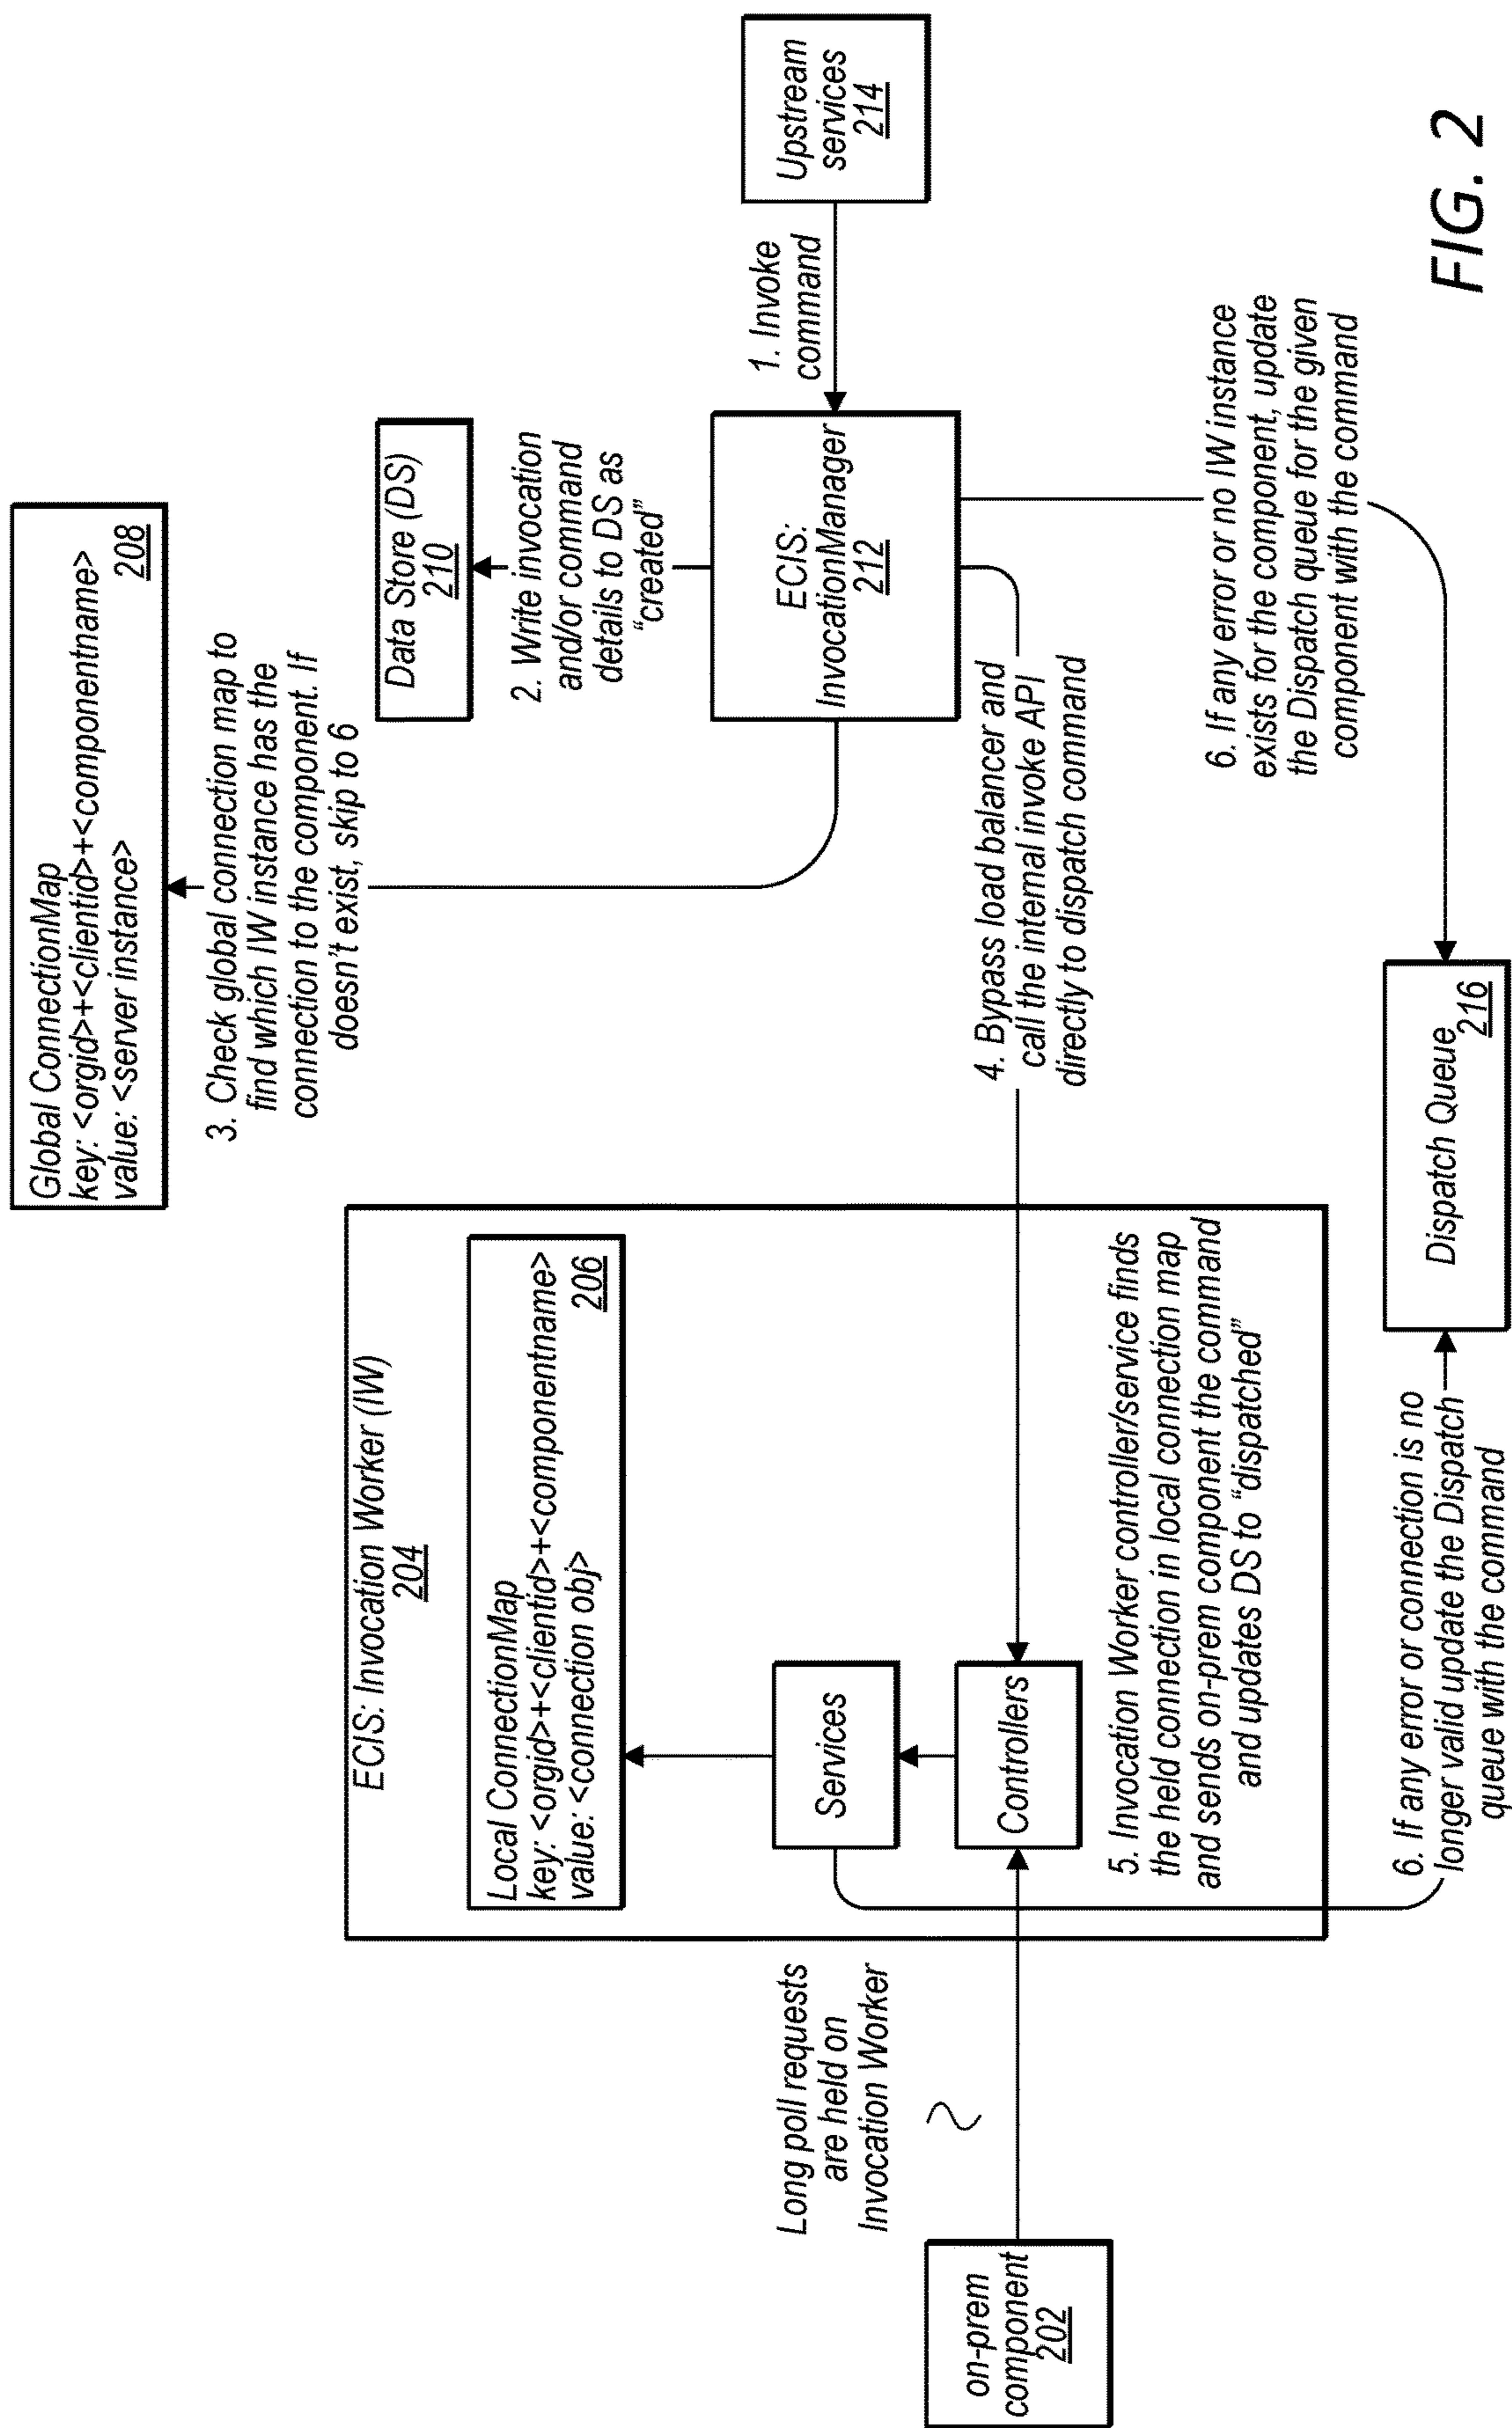 Global ConnectionMap
key: <orgid>+<clientid>+<componentname>
value: <server instance>
208
3. Check global connection map to
find which IW instance has the
connection to the component. If
doesn't exist, skip to 6
ECIS: Invocation Worker (IW)
204
Local ConnectionMap
key: <orgid>+<clientid>+<componentname>
value: <connection obj>
206
Data Store (DS)
210
2. Write invocation
and/or command
details to DS as
“created”
Long poll requests
are held on
Invocation Worker
Services
ECIS:
InvocationManager
212
1. Invoke
command
Upstream
services
214
on-prem
component
202
Controllers
4. Bypass load balancer and
call the internal invoke API
directly to dispatch command
5. Invocation Worker controller/service finds
the held connection in local connection map
and sends on-prem component the command
and updates DS to “dispatched”
6. If any error or no IW instance
exists for the component, update
the Dispatch queue for the given
component with the command
6. If any error or connection is no
longer valid update the Dispatch
queue with the command
Dispatch Queue
216
FIG. 2